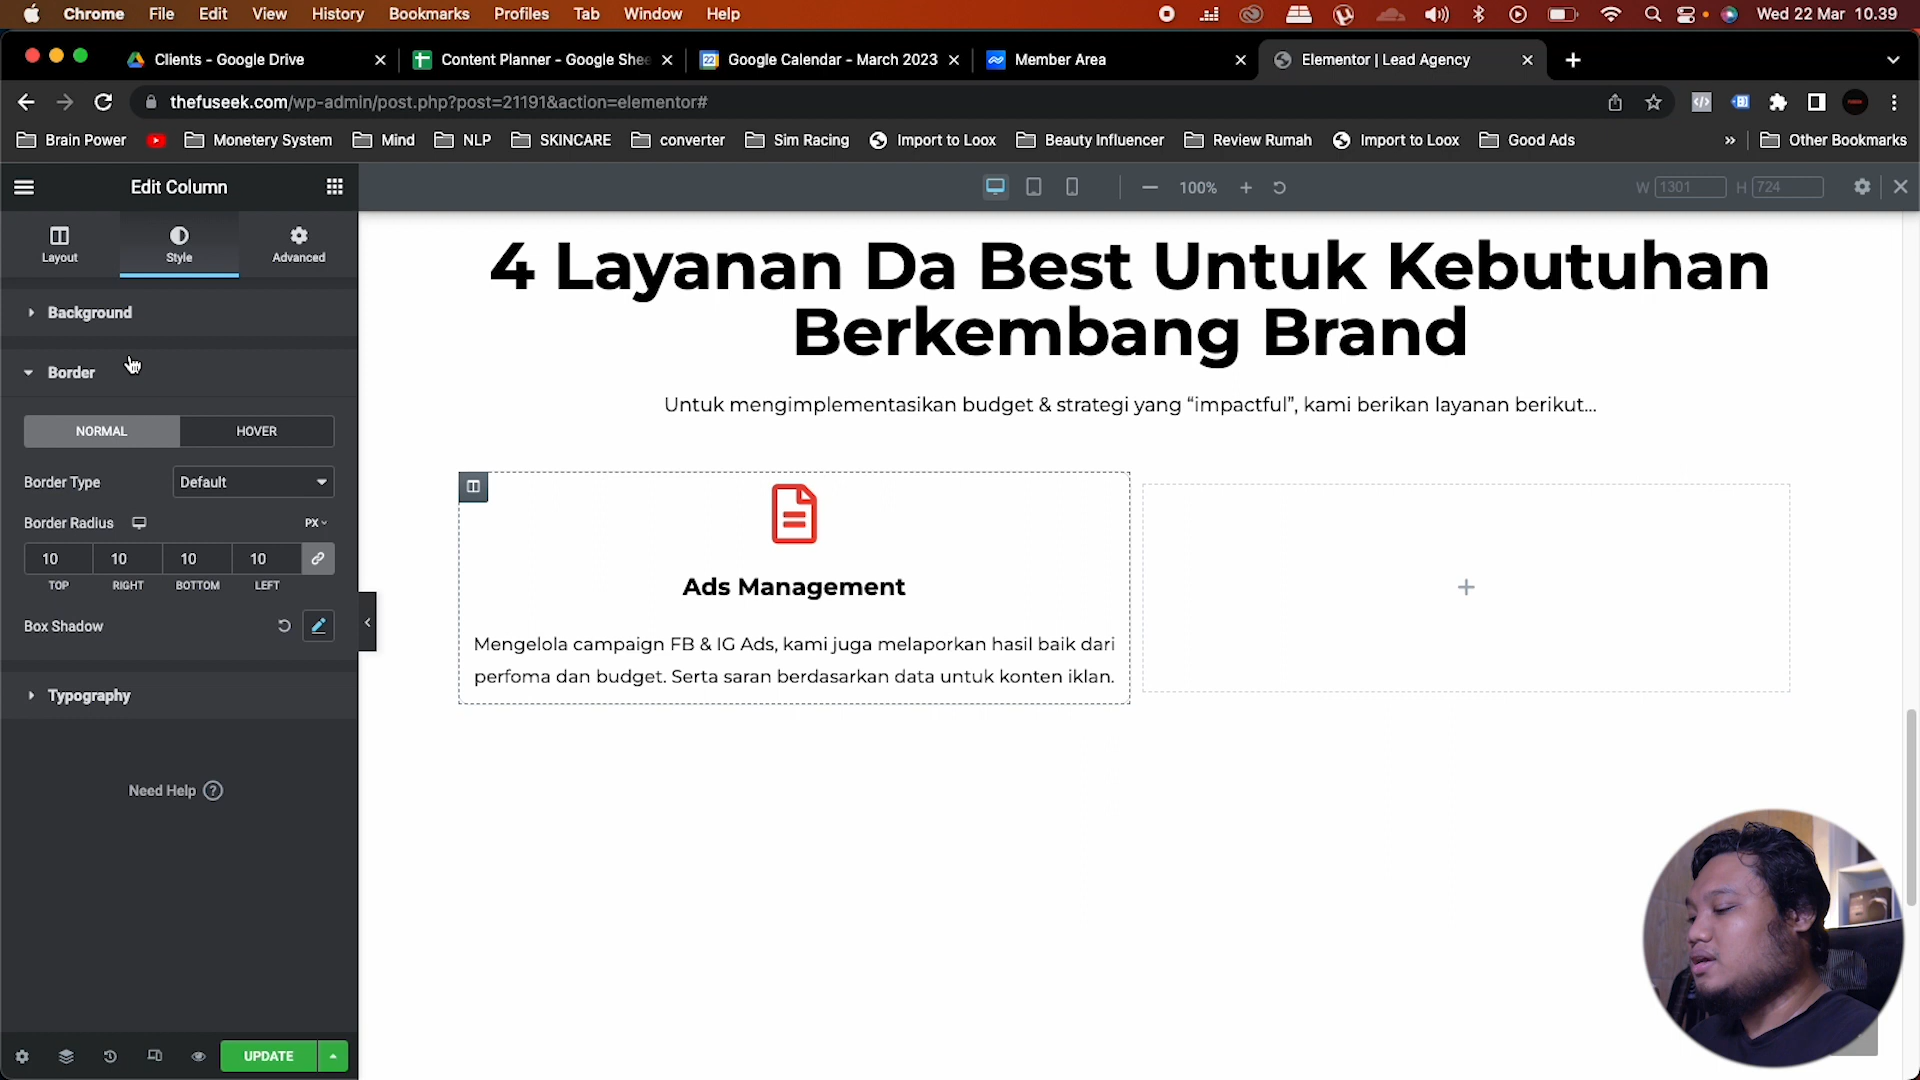 Chrome File Edit View History Bookmarks Profiles Tab Window Help Wed 22 Mar 10.39
Clients - Google Drive Content Planner - Google She Google Calendar - March 2023 Member Area Elementor | Lead Agency
thefuseek.com/wp-admin/post.php?post=21191&action=elementor#
Brain Power Monetery System Mind NLP SKINCARE converter Sim Racing Import to Loox Beauty Influencer Review Rumah Import to Loox Good Ads » Other Bookmarks
Edit Column 100% W 1301 H 724
Layout Style Advanced
Background
Border
NORMAL HOVER
Border Type Default
Border Radius PX
10 10 10 10
TOP RIGHT BOTTOM LEFT
Box Shadow
Typography
Need Help ?
UPDATE
4 Layanan Da Best Untuk Kebutuhan
Berkembang Brand
Untuk mengimplementasikan budget & strategi yang “impactful”, kami berikan layanan berikut...
Ads Management
Mengelola campaign FB & IG Ads, kami juga melaporkan hasil baik dari
perfoma dan budget. Serta saran berdasarkan data untuk konten iklan.